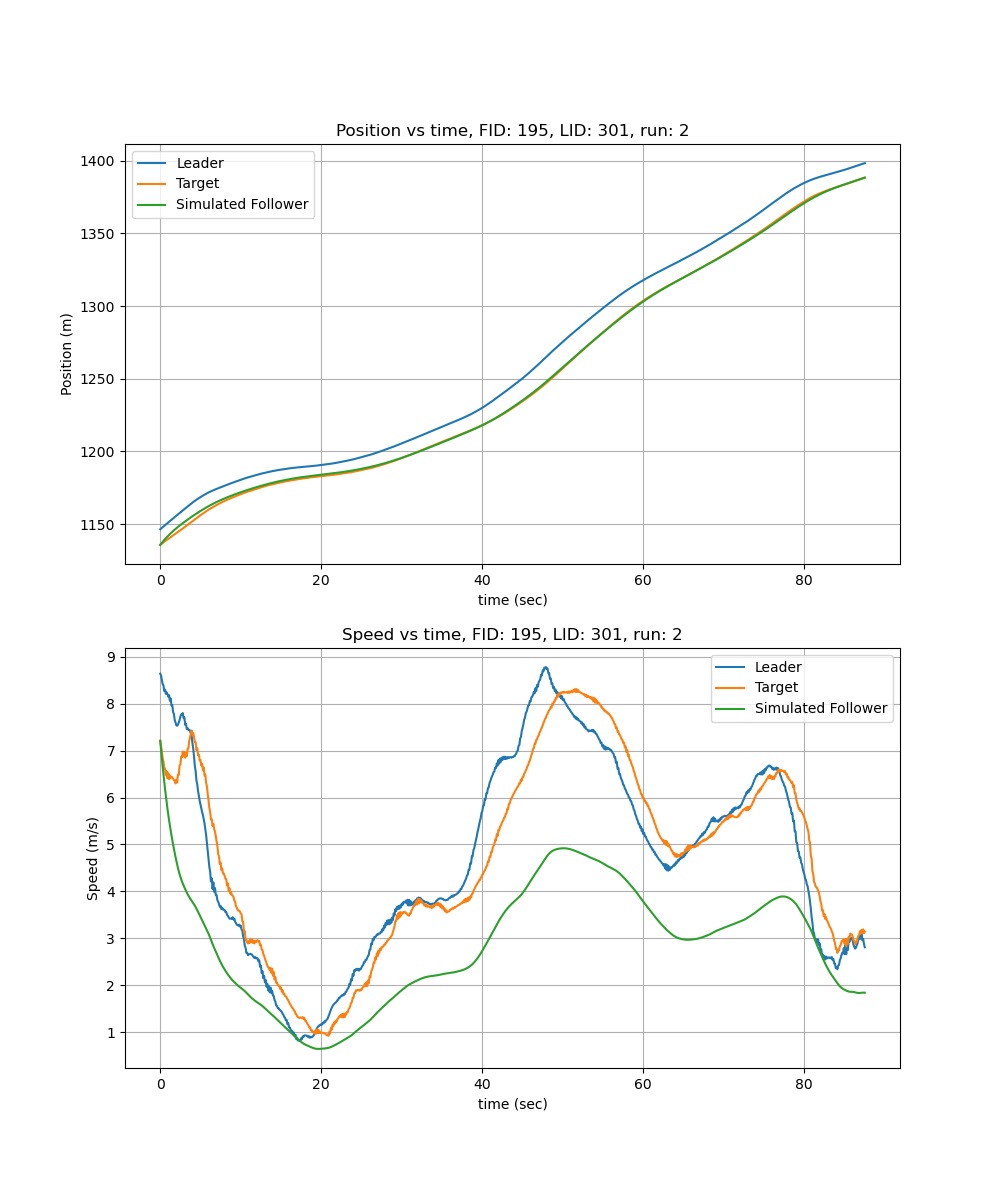 Position vs time, FID: 195, LID: 301, run: 2
Leader
Target
Simulated Follower
1400
1350
1300
1250
1200
1150
Position (m)
0 20 40 60 80
time (sec)
Speed vs time, FID: 195, LID: 301, run: 2
Leader
Target
Simulated Follower
9
8
7
6
5
4
3
2
1
Speed (m/s)
0 20 40 60 80
time (sec)